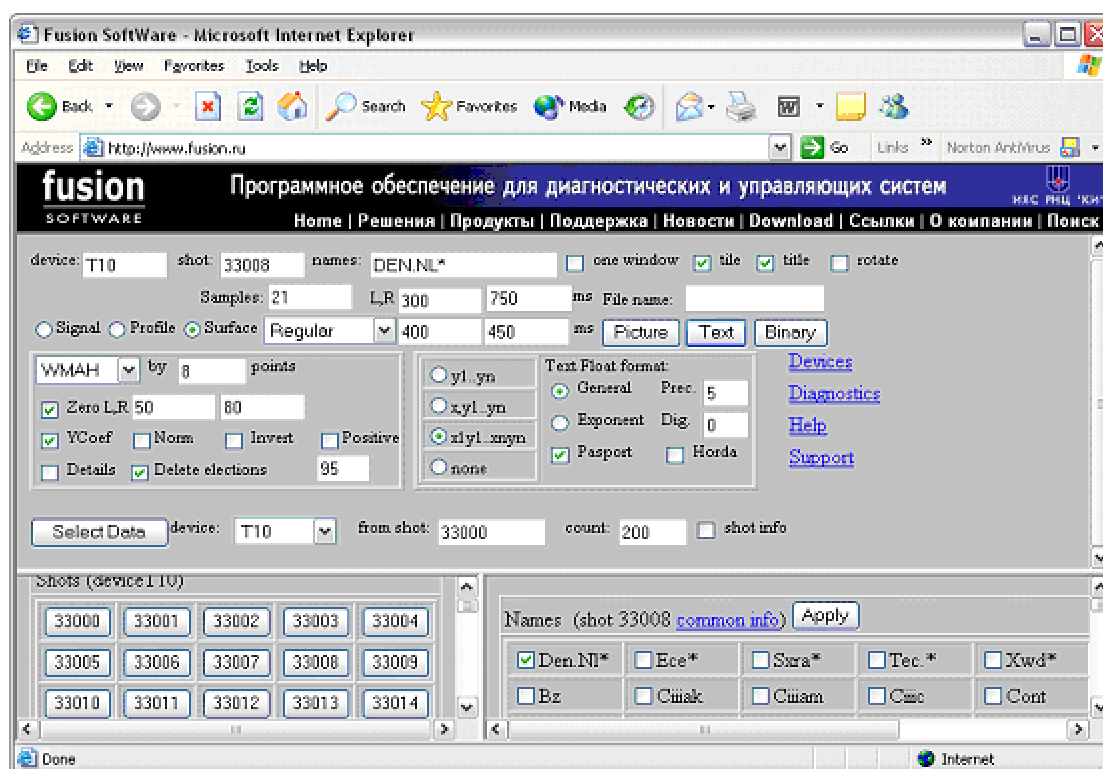 Fusion SoftWare - Microsoft Internet Explorer
File Edit View Favorites Tools Help
Back Search Favorites Media
Address http://www.fusion.ru Go Links » Norton AntiVirus
fusion Программное обеспечение для диагностических и управляющих систем
SOFTWARE
Home | Решения | Продукты | Поддержка | Новости | Download | Ссылки | О компании | Поиск
device: T10 shot: 33008 names: DEN.NL* one window tile title rotate
Samples: 21 L,R 300 750 ms File name:
Signal Profile Surface Regular 400 450 ms Picture Text Binary
WMAH by 8 points
Zero L,R 50 80
YCoef Norm Invert Positive
Details Delete elections 95
y1..yn
x,y1..yn
x1y1..xnyn
none
Text Float format:
General Prec. 5
Exponent Dig. 0
Pasport Horda
Devices
Diagnostics
Help
Support
Select Data device: T10 from shot: 33000 count: 200 shot info
Shots (device T10)
33000 33001 33002 33003 33004
33005 33006 33007 33008 33009
33010 33011 33012 33013 33014
Names (shot 33008 common info) Apply
Den.Nl* Ece* Sxra* Tec.* Xwd*
Bz Ciiiak Ciiiam Cont
Done Internet